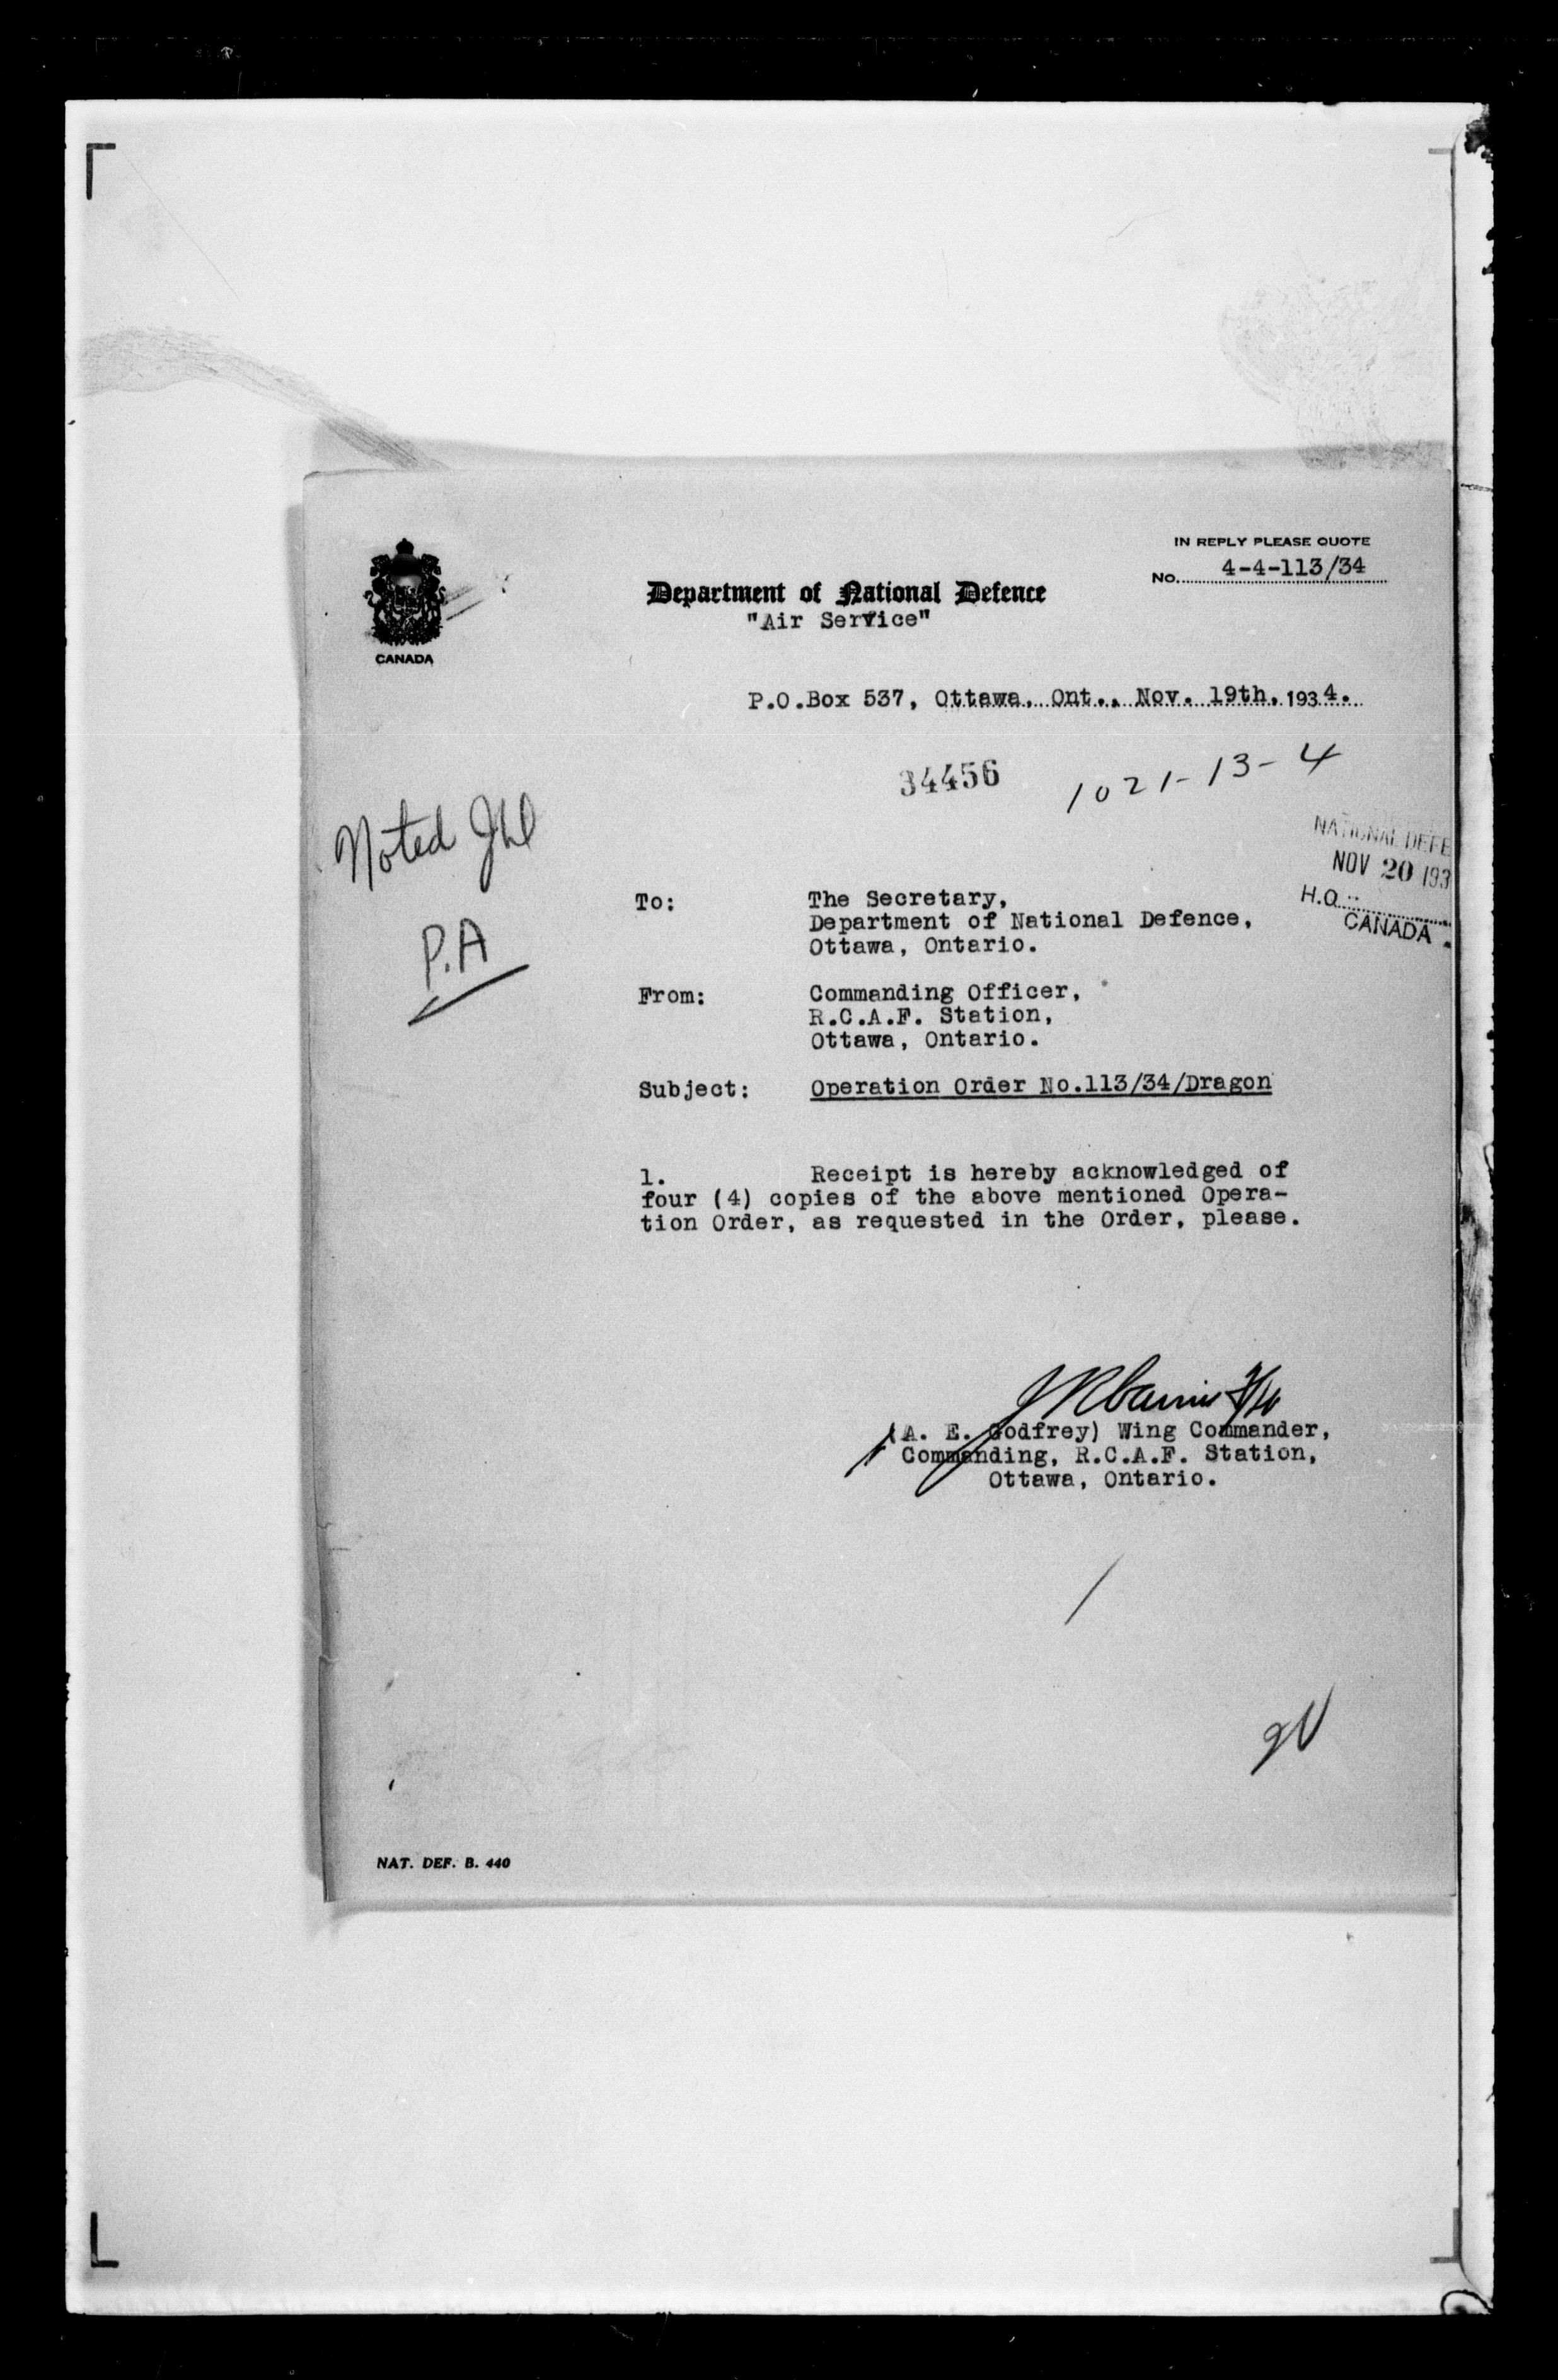 IN REPLY PLEASE QUOTE
No. 4-4-113/34
Department of National Defence
"Air Service"
CANADA
P.O.Box 537, Ottawa, Ont., Nov. 19th, 1934.
34456
1021-13-4
Noted
P.A
NATIONAL DEFE
NOV 20 193
H.Q.
CANADA
To: The Secretary,
Department of National Defence,
Ottawa, Ontario.
From: Commanding Officer,
R.C.A.F. Station,
Ottawa, Ontario.
Subject: Operation Order No.113/34/Dragon
1. Receipt is hereby acknowledged of
four (4) copies of the above mentioned Opera-
tion Order, as requested in the Order, please.
(A. E. Godfrey) Wing Commander,
Commanding, R.C.A.F. Station,
Ottawa, Ontario.
NAT. DEF. B. 440